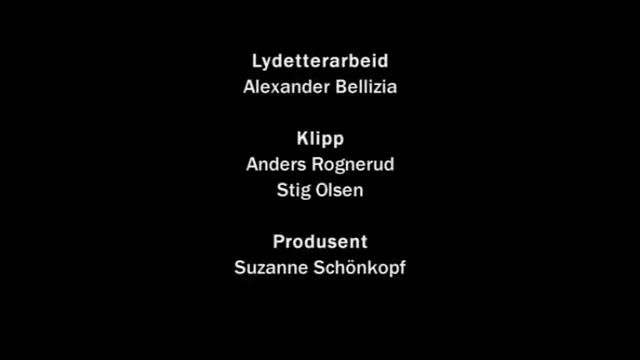 Lydetterarbeid
Alexander Bellizia
Klipp
Anders Rognerud
Stig Olsen
Produsent
Suzanne Schönkopf